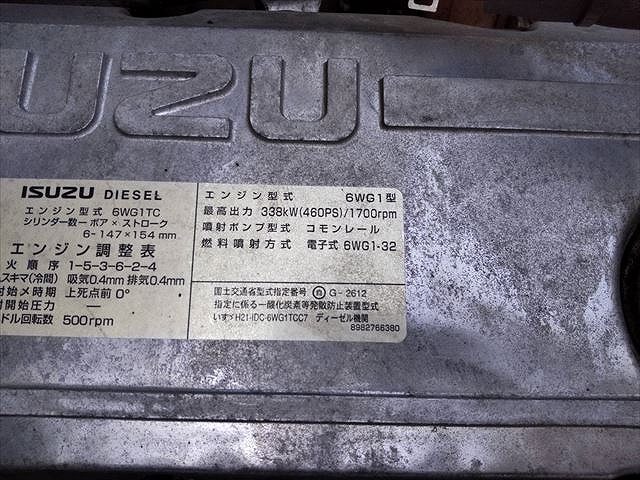 UZU
ISUZU DIESEL
エンジン型式 6WG1TC
シリンダー数ー ボア × ストローク
6-147×154mm
エンジン調整表
火順序 1-5-3-6-2-4
スキマ(冷間) 吸気0.4mm 排気0.4mm
始〆時期 上死点前0°
開始圧力 ー
ドル回転数 500rpm
エンジン型式 6WG1型
最高出力 338kW(460PS)/1700rpm
噴射ポンプ型式 コモンレール
燃料噴射方式 電子式 6WG1-32
国土交通省型式指定番号 G-2612
指定に係る一酸化炭素等発散防止装置型式
いすゞH21-IDC-6WG1TCC7 ディーゼル機関
8982766380